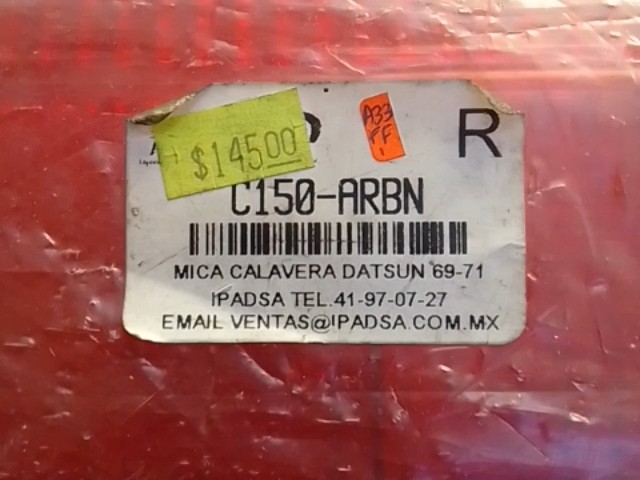 $145.00
A33
FF
1
R
C150-ARBN
MICA CALAVERA DATSUN 69-71
IPADSA TEL.41-97-07-27
EMAIL VENTAS@IPADSA.COM.MX